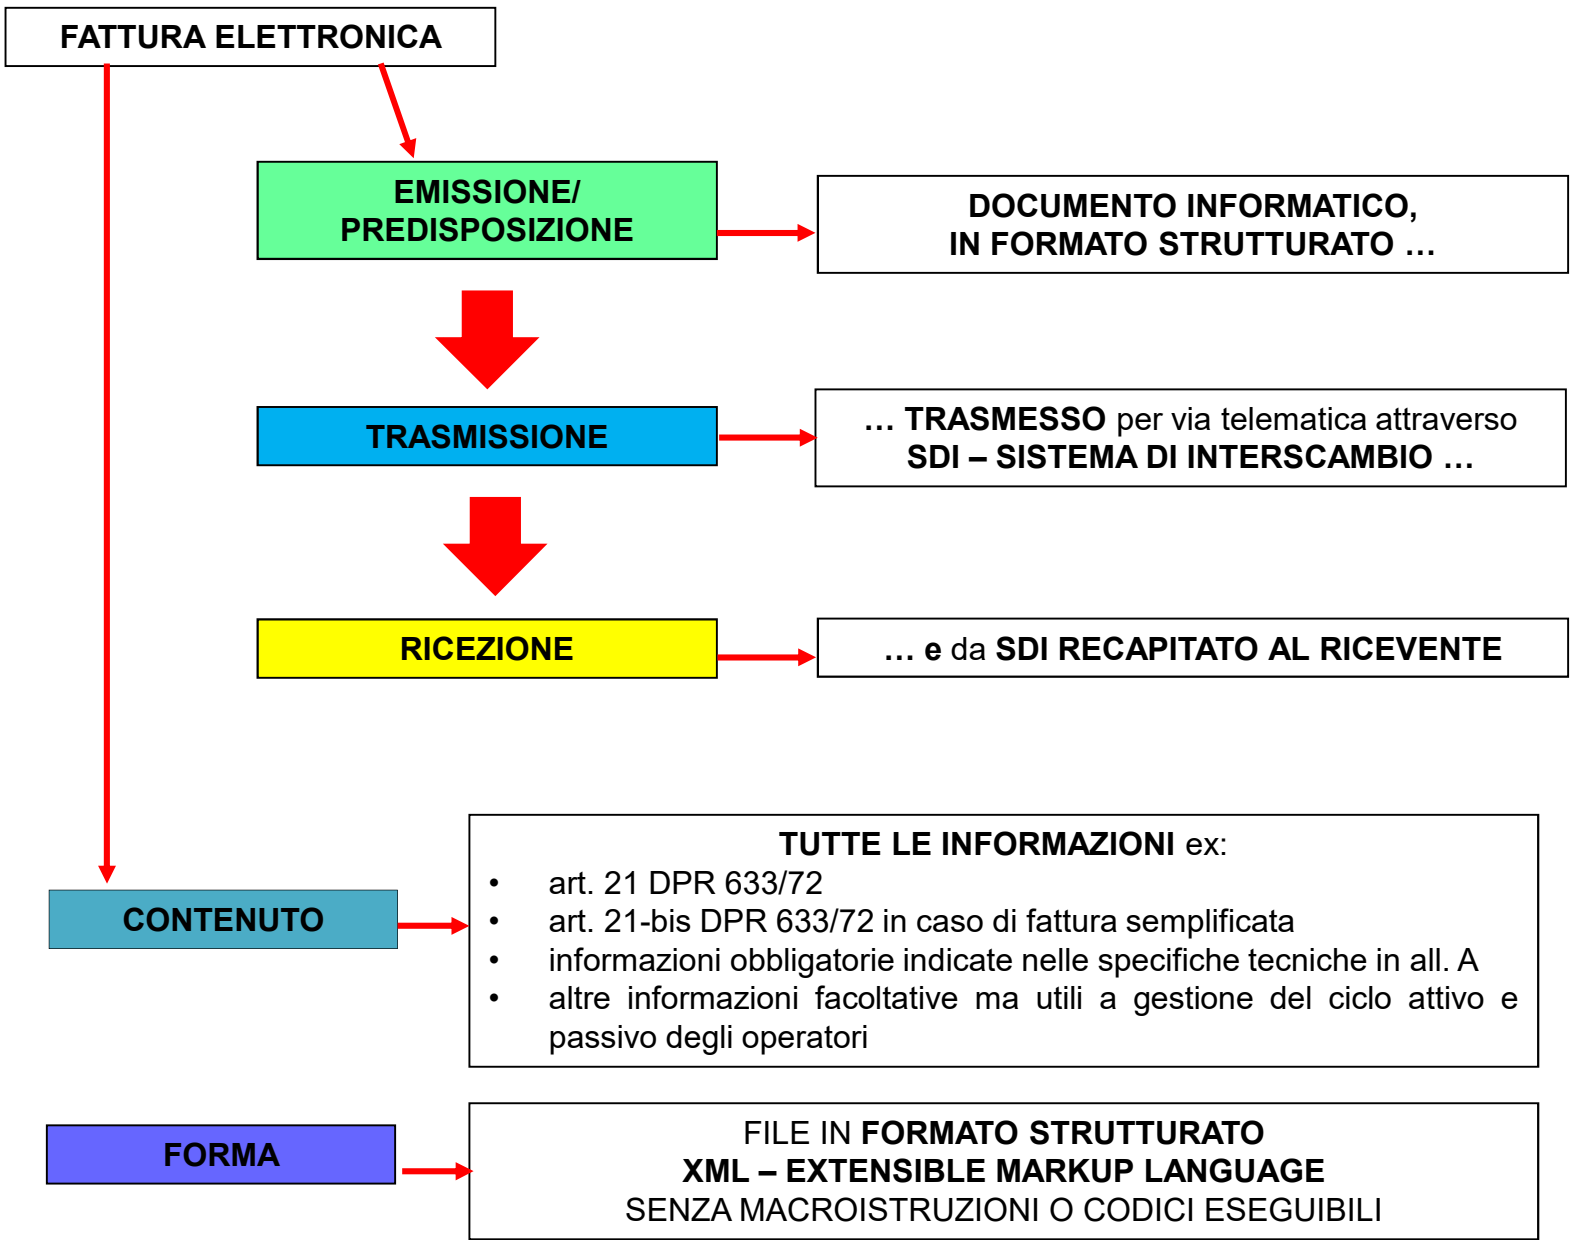 FATTURA ELETTRONICA
EMISSIONE/
PREDISPOSIZIONE
DOCUMENTO INFORMATICO,
IN FORMATO STRUTTURATO …
TRASMISSIONE
… TRASMESSO per via telematica attraverso
SDI – SISTEMA DI INTERSCAMBIO …
RICEZIONE
… e da SDI RECAPITATO AL RICEVENTE
CONTENUTO
TUTTE LE INFORMAZIONI ex:
• art. 21 DPR 633/72
• art. 21-bis DPR 633/72 in caso di fattura semplificata
• informazioni obbligatorie indicate nelle specifiche tecniche in all. A
• altre informazioni facoltative ma utili a gestione del ciclo attivo e
passivo degli operatori
FORMA
FILE IN FORMATO STRUTTURATO
XML – EXTENSIBLE MARKUP LANGUAGE
SENZA MACROISTRUZIONI O CODICI ESEGUIBILI